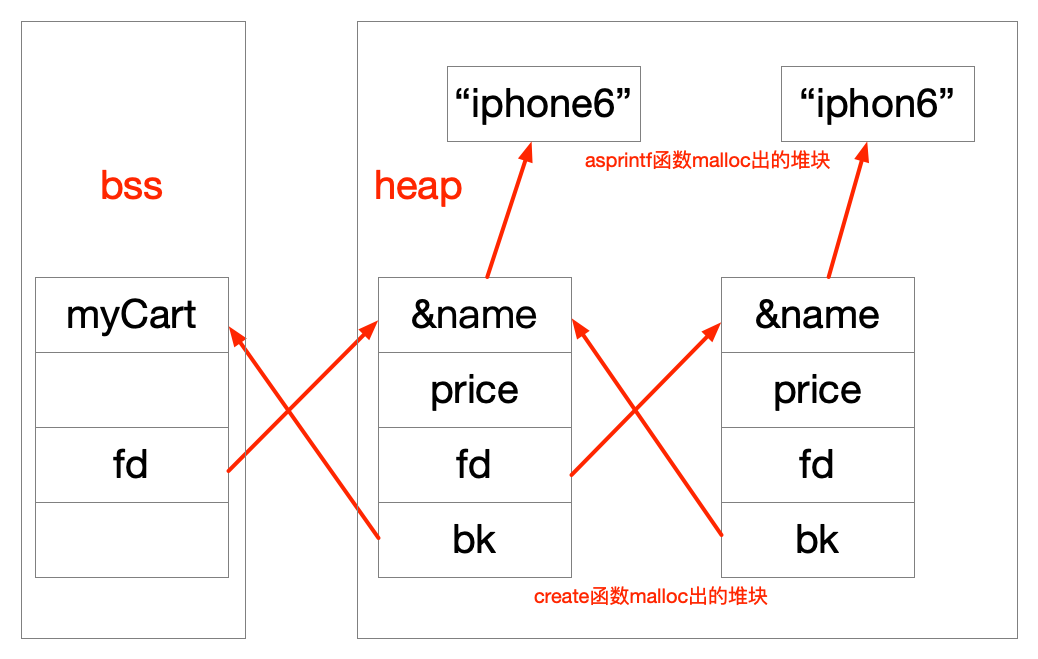 “iphone6”
“iphon6”
asprintf函数malloc出的堆块
bss
heap
myCart
&name
&name
price
price
fd
fd
fd
bk
bk
create函数malloc出的堆块